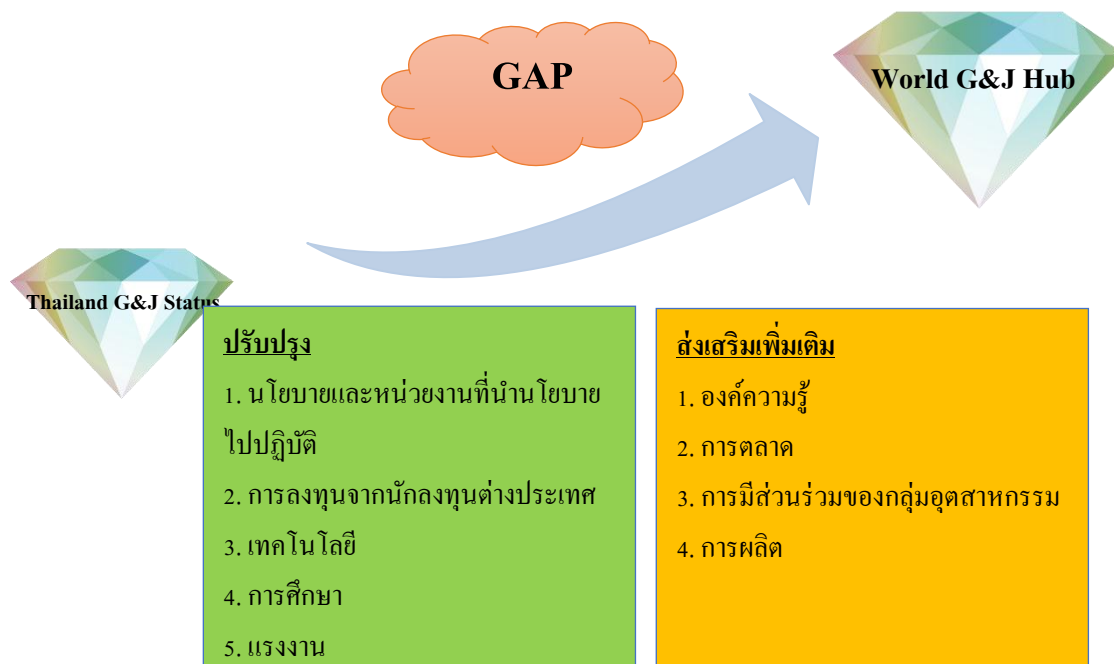 GAP
World G&J Hub
Thailand G&J Status
ปรับปรุง
1. นโยบายและหน่วยงานที่นำนโยบาย
ไปปฏิบัติ
2. การลงทุนจากนักลงทุนต่างประเทศ
3. เทคโนโลยี
4. การศึกษา
5. แรงงาน
ส่งเสริมเพิ่มเติม
1. องค์ความรู้
2. การตลาด
3. การมีส่วนร่วมของกลุ่มอุตสาหกรรม
4. การผลิต